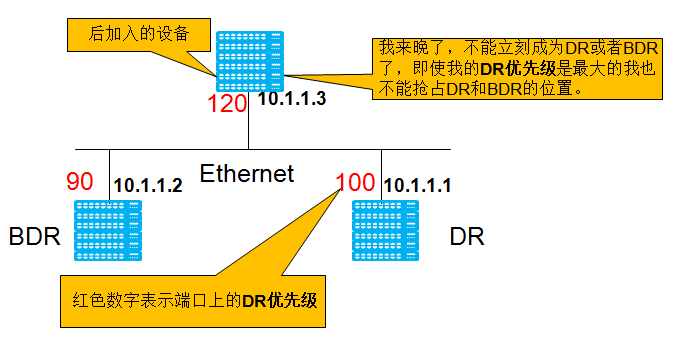 后加入的设备
我来晚了，不能立刻成为DR或者BDR
了，即使我的DR优先级是最大的我也
不能抢占DR和BDR的位置。
120
10.1.1.3
Ethernet
90
10.1.1.2
100
10.1.1.1
BDR
DR
红色数字表示端口上的DR优先级